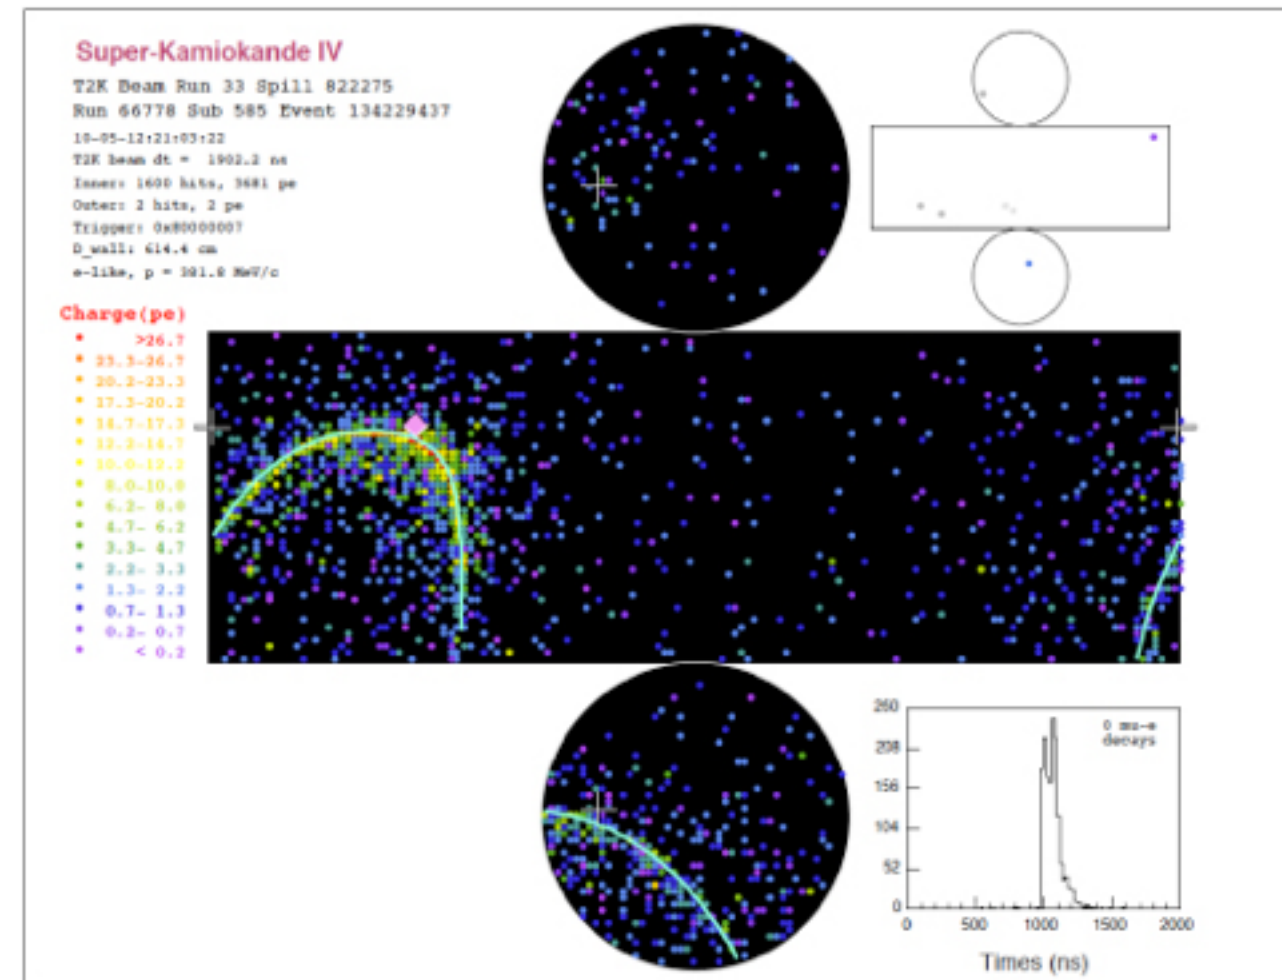 Super-Kamiokande IV
T2K Beam Run 33 Spill 822275
Run 66778 Sub 585 Event 134229437
10-05-12:21:03:22
T2K beam dt = 1902.2 ns
Inner: 1600 hits, 3681 pe
Outer: 2 hits, 2 pe
Trigger: 0x80000007
D_wall: 614.4 cm
e-like, p = 381.8 MeV/c
Charge(pe)
>26.7
23.3-26.7
20.2-23.3
17.3-20.2
14.7-17.3
12.2-14.7
10.0-12.2
8.0-10.0
6.2- 8.0
4.7- 6.2
3.3- 4.7
2.2- 3.3
1.3- 2.2
0.7- 1.3
0.2- 0.7
< 0.2
0 mu-e
decays
260
208
156
104
52
0
0 500 1000 1500 2000
Times (ns)